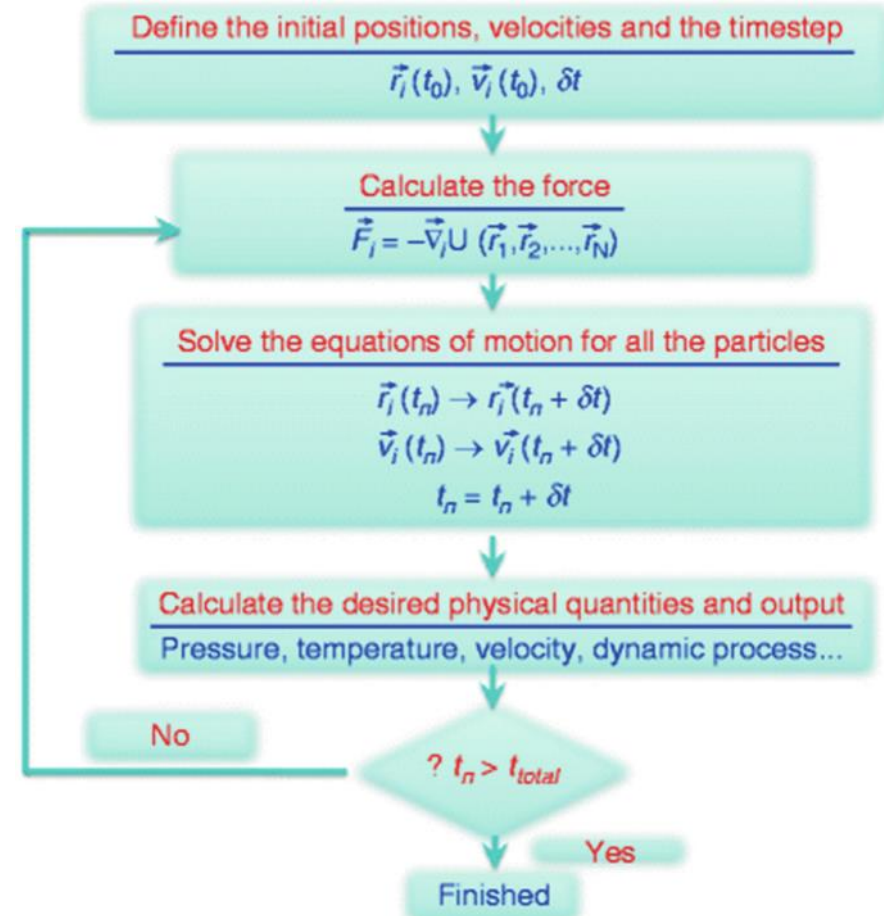 Define the initial positions, velocities and the timestep
r⃗ᵢ(t₀), v⃗ᵢ(t₀), δt
Calculate the force
F⃗ᵢ = −∇⃗ᵢU (r⃗₁,r⃗₂,...,r⃗N)
Solve the equations of motion for all the particles
r⃗ᵢ(tₙ) → r⃗ᵢ(tₙ + δt)
v⃗ᵢ(tₙ) → v⃗ᵢ(tₙ + δt)
tₙ = tₙ + δt
Calculate the desired physical quantities and output
Pressure, temperature, velocity, dynamic process...
No
? tₙ > t_total
Yes
Finished